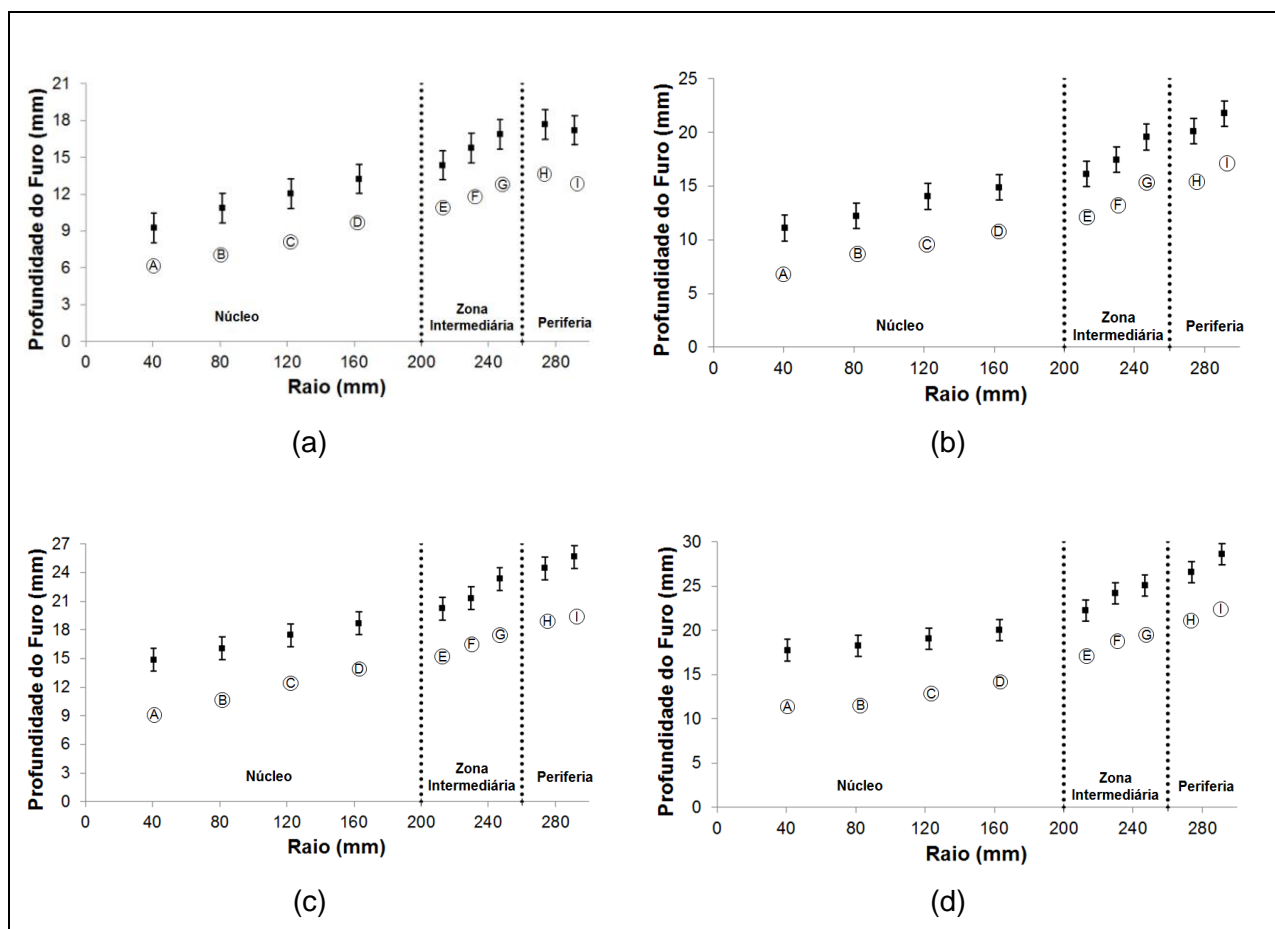 Profundidade do Furo (mm)
21
18
15
12
9
6
3
0
A
B
C
D
E
F
G
H
I
Núcleo
Zona
Intermediária
Periferia
0 40 80 120 160 200 240 280
Raio (mm)
(a)
Profundidade do Furo (mm)
25
20
15
10
5
0
A
B
C
D
E
F
G
H
I
Núcleo
Zona
Intermediária
Periferia
0 40 80 120 160 200 240 280
Raio (mm)
(b)
Profundidade do Furo (mm)
27
24
21
18
15
12
9
6
3
0
A
B
C
D
E
F
G
H
I
Núcleo
Zona
Intermediária
Periferia
0 40 80 120 160 200 240 280
Raio (mm)
(c)
Profundidade do Furo (mm)
30
25
20
15
10
5
0
A
B
C
D
E
F
G
H
I
Núcleo
Zona
Intermediária
Periferia
0 40 80 120 160 200 240 280
Raio (mm)
(d)